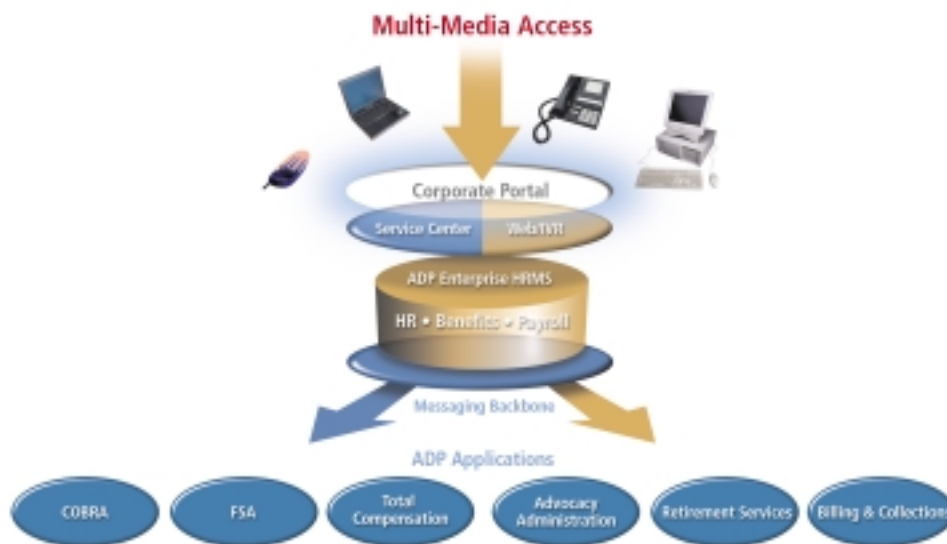 Multi-Media Access
Corporate Portal
Service Center
Web/IVR
ADP Enterprise HRMS
HR • Benefits • Payroll
Messaging Backbone
ADP Applications
COBRA
FSA
Total
Compensation
Advocacy
Administration
Retirement Services
Billing & Collections